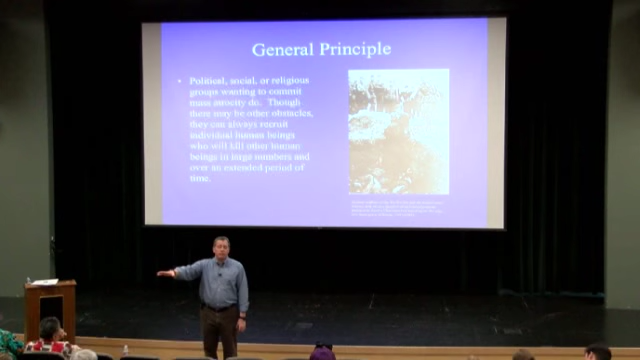 General Principle
• Political, social, or religious
groups wanting to commit
mass atrocity do. Though
there may be other obstacles,
they can always recruit
individual human beings
who will kill other human
beings in large numbers and
over an extended period of
time.